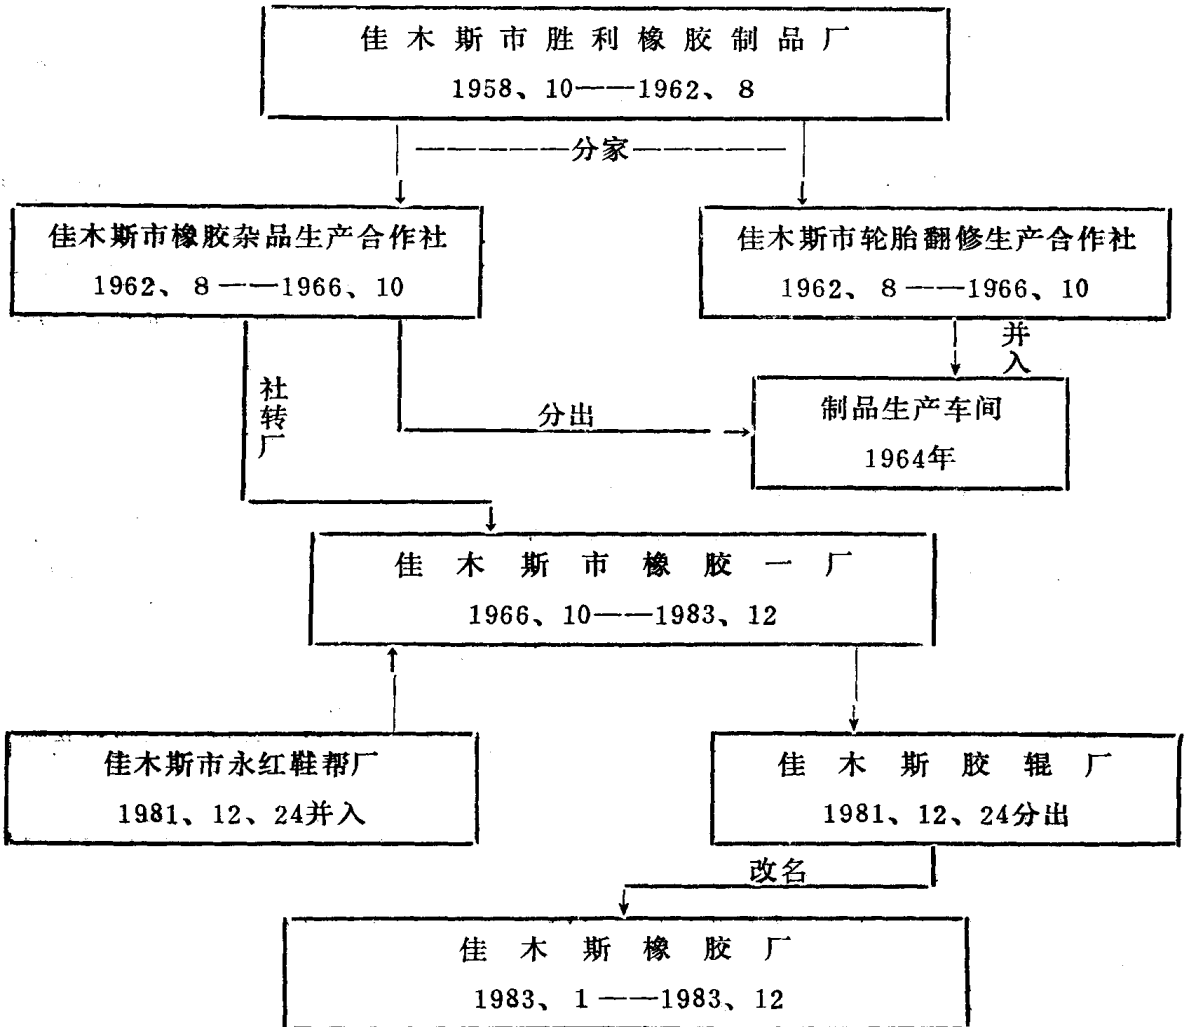 佳木斯市胜利橡胶制品厂
1958、10——1962、8
分家
佳木斯市橡胶杂品生产合作社
1962、8——1966、10
佳木斯市轮胎翻修生产合作社
1962、8——1966、10
并入
社转厂
分出
制品生产车间
1964年
佳木斯市橡胶一厂
1966、10——1983、12
佳木斯市永红鞋帮厂
1981、12、24并入
佳木斯胶辊厂
1981、12、24分出
改名
佳木斯橡胶厂
1983、1——1983、12